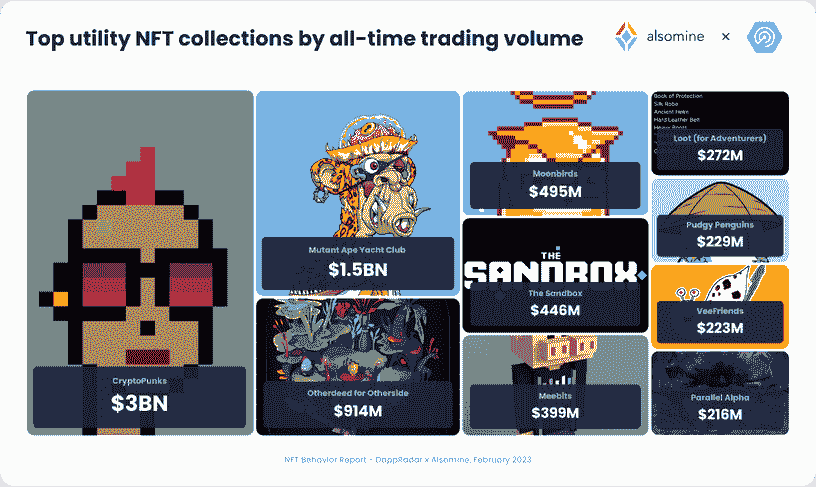 Top utility NFT collections by all-time trading volume
alsomine ×
CryptoPunks
$3BN
Mutant Ape Yacht Club
$1.5BN
Otherdeed for Otherside
$914M
Moonbirds
$495M
THE
SANDBOX
The Sandbox
$446M
Meebits
$399M
Book of Protection
Silk Robe
Ancient Helm
Hard Leather Belt
Loot (for Adventurers)
$272M
Pudgy Penguins
$229M
VeeFriends
$223M
Parallel Alpha
$216M
NFT Behavior Report - DappRadar x Alsomine, February 2023